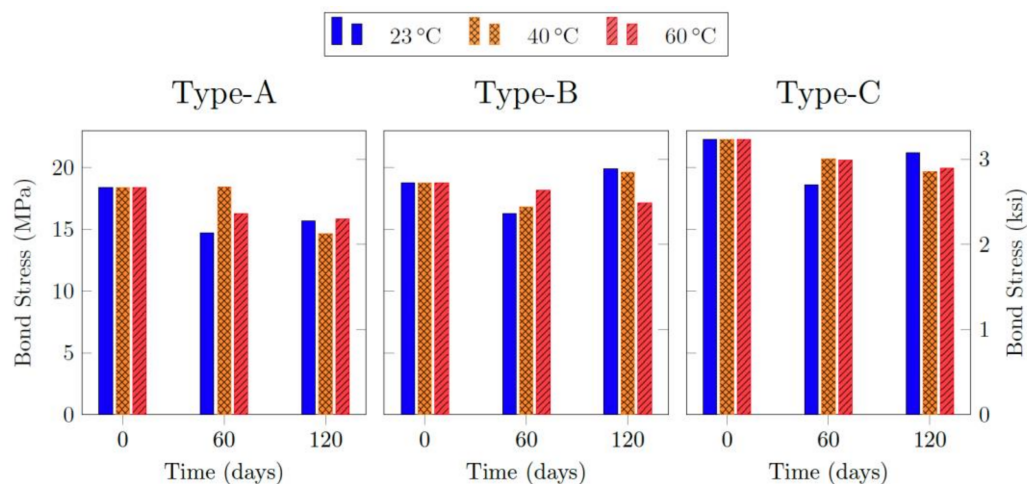 23 °C 40 °C 60 °C
Type-A Type-B Type-C
Bond Stress (MPa)
20
15
10
5
0
0 60 120
Time (days)
0 60 120
Time (days)
0 60 120
Time (days)
3
2
1
0
Bond Stress (ksi)